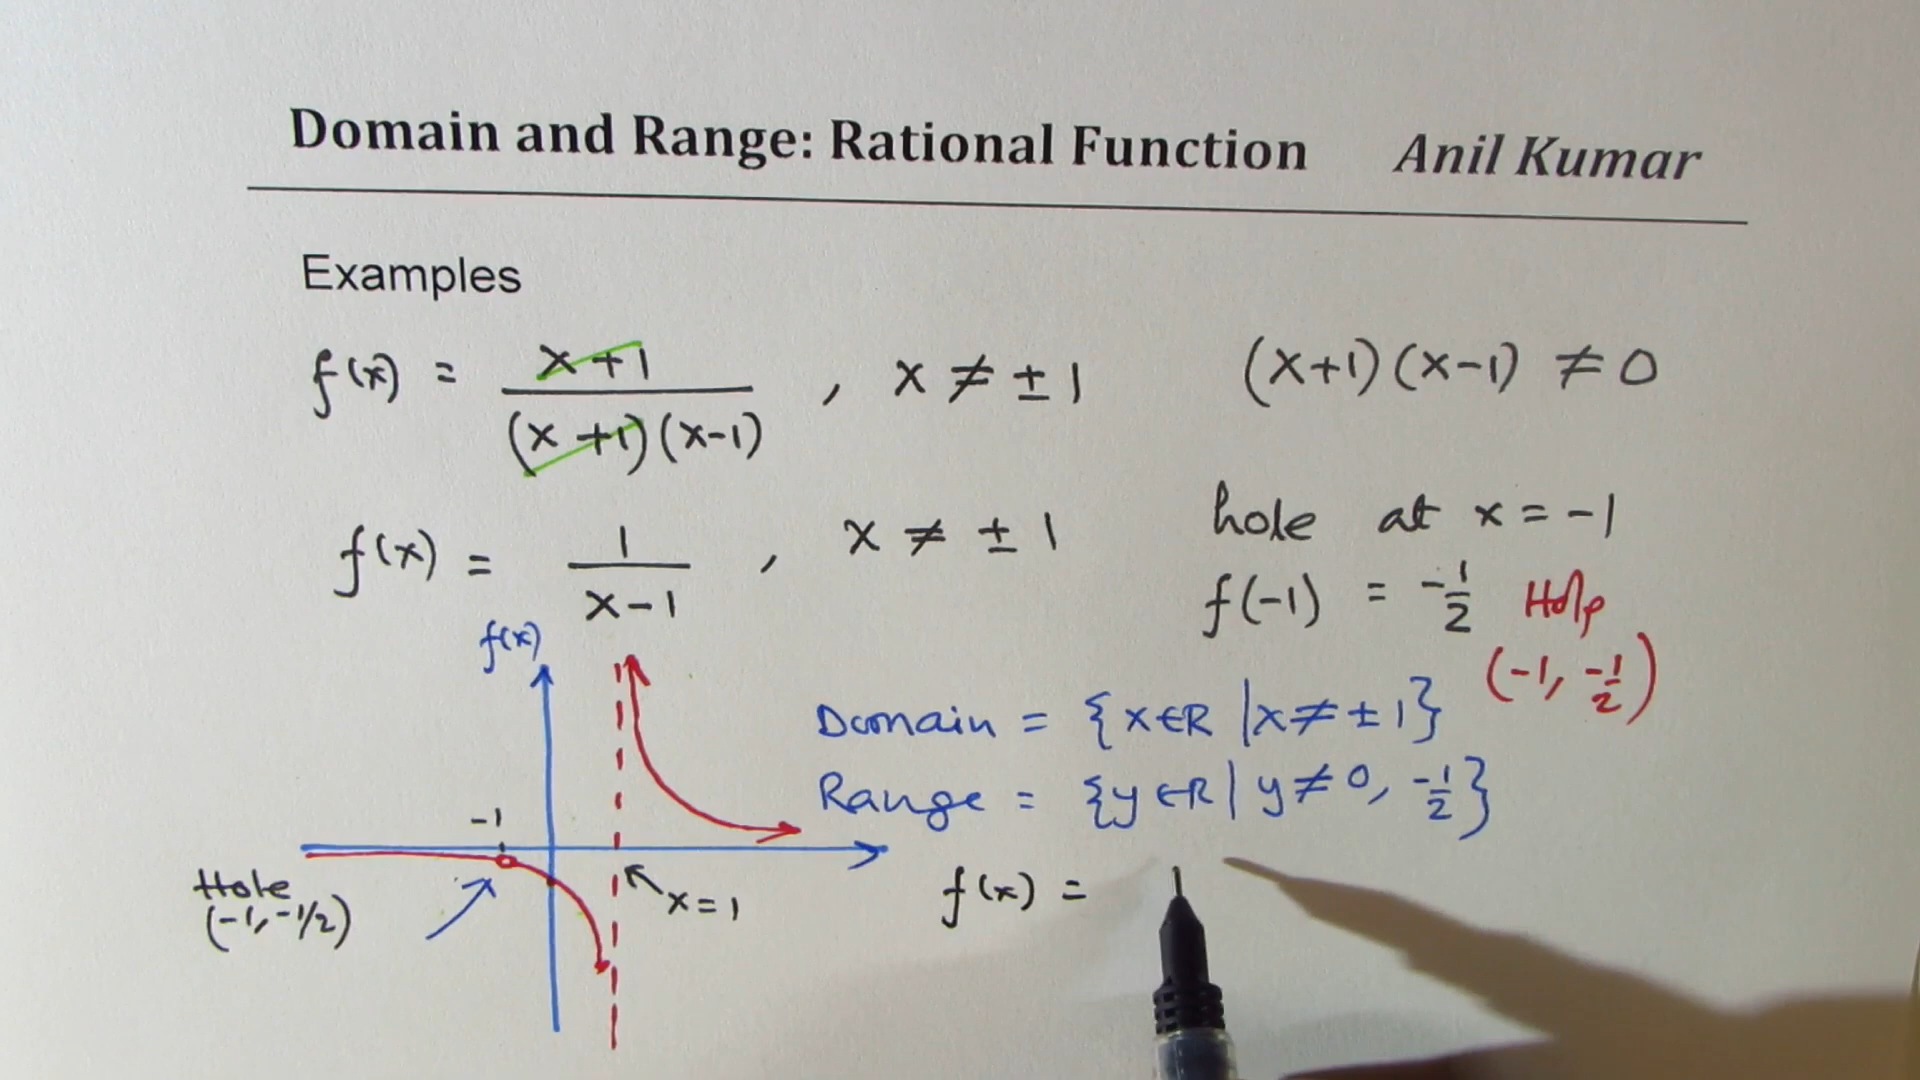 Domain and Range: Rational Function Anil Kumar
Examples
f(x) = x+1 / (x+1)(x-1) , x ≠ ±1 (x+1)(x-1) ≠ 0
f(x) = 1 / x-1 , x ≠ ±1
hole at x = -1
f(-1) = -1/2 Hole
(-1, -1/2)
f(x)
Domain = {x∈R | x≠±1}
Range = {y∈R | y≠0, -1/2}
-1
Hole
(-1, -1/2)
x=1
f(x) =